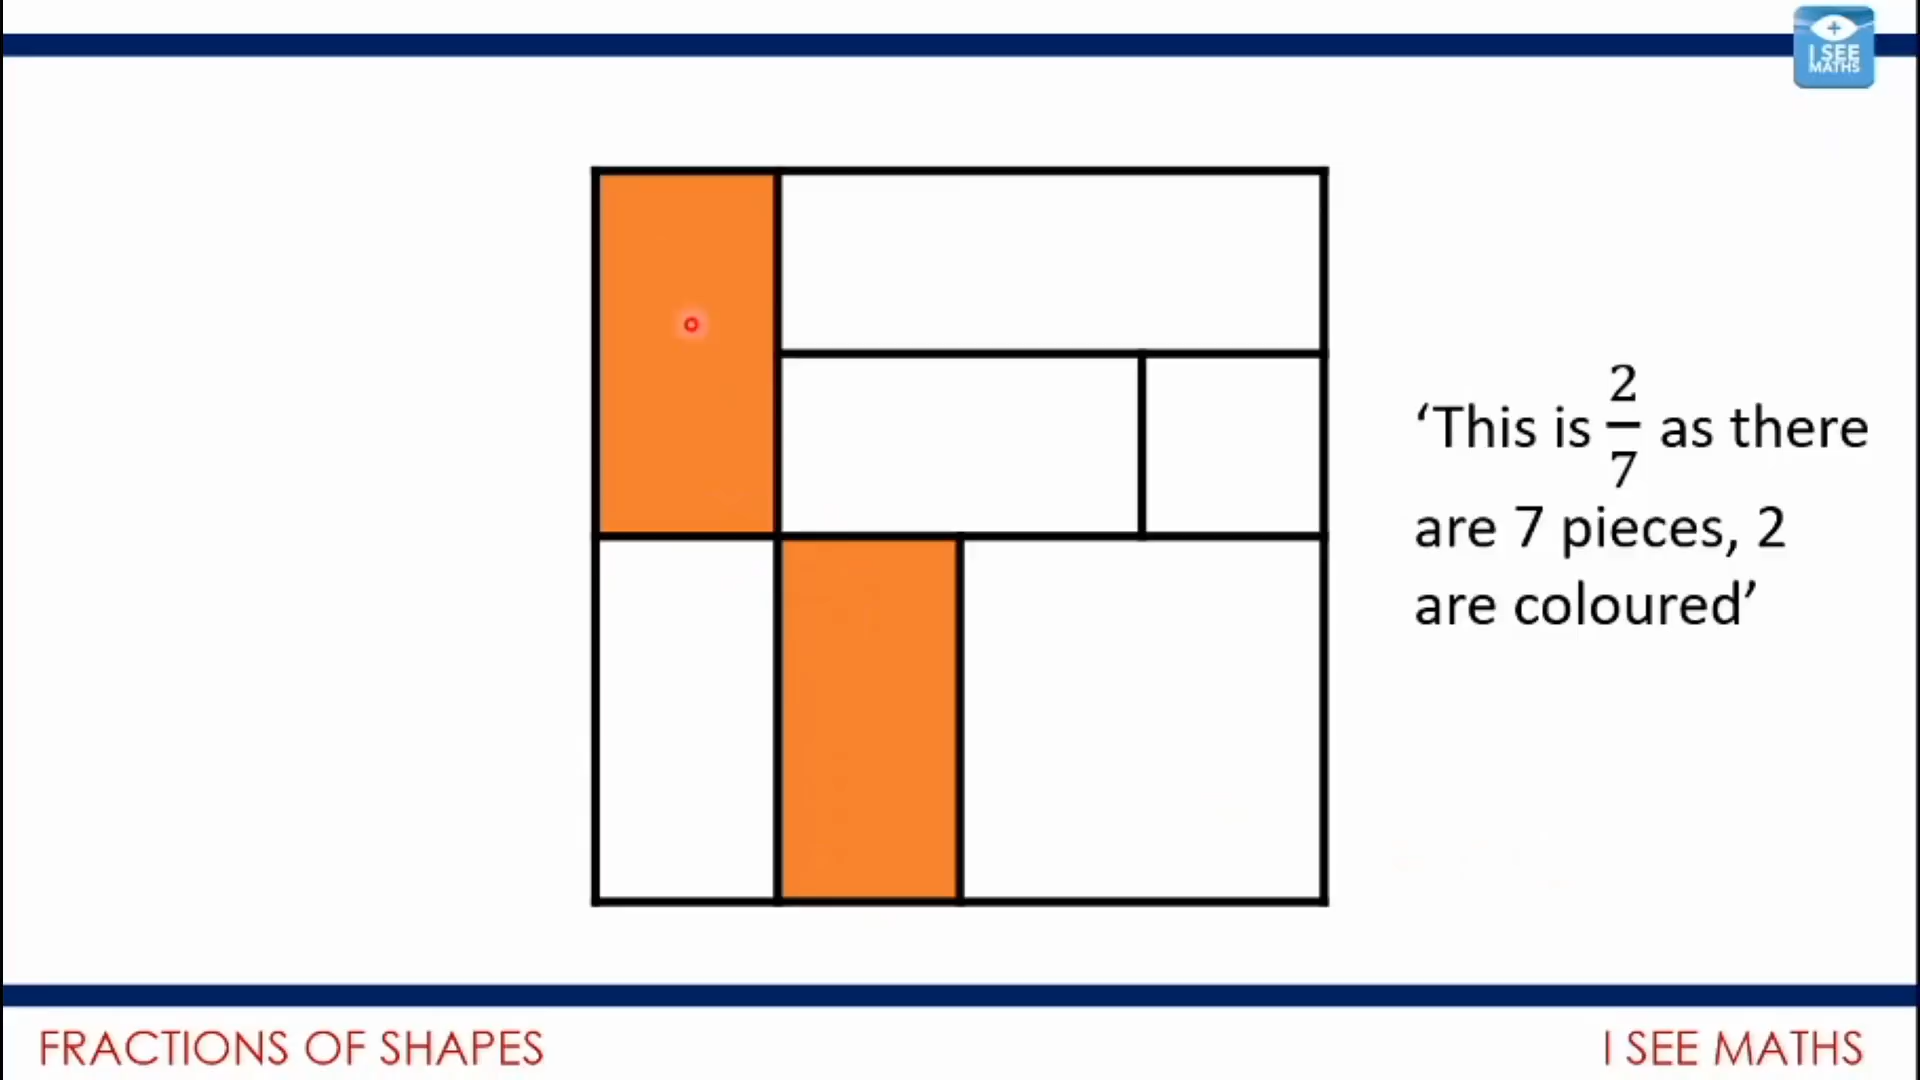 I SEE
MATHS
‘This is 2/7 as there
are 7 pieces, 2
are coloured’
FRACTIONS OF SHAPES
I SEE MATHS